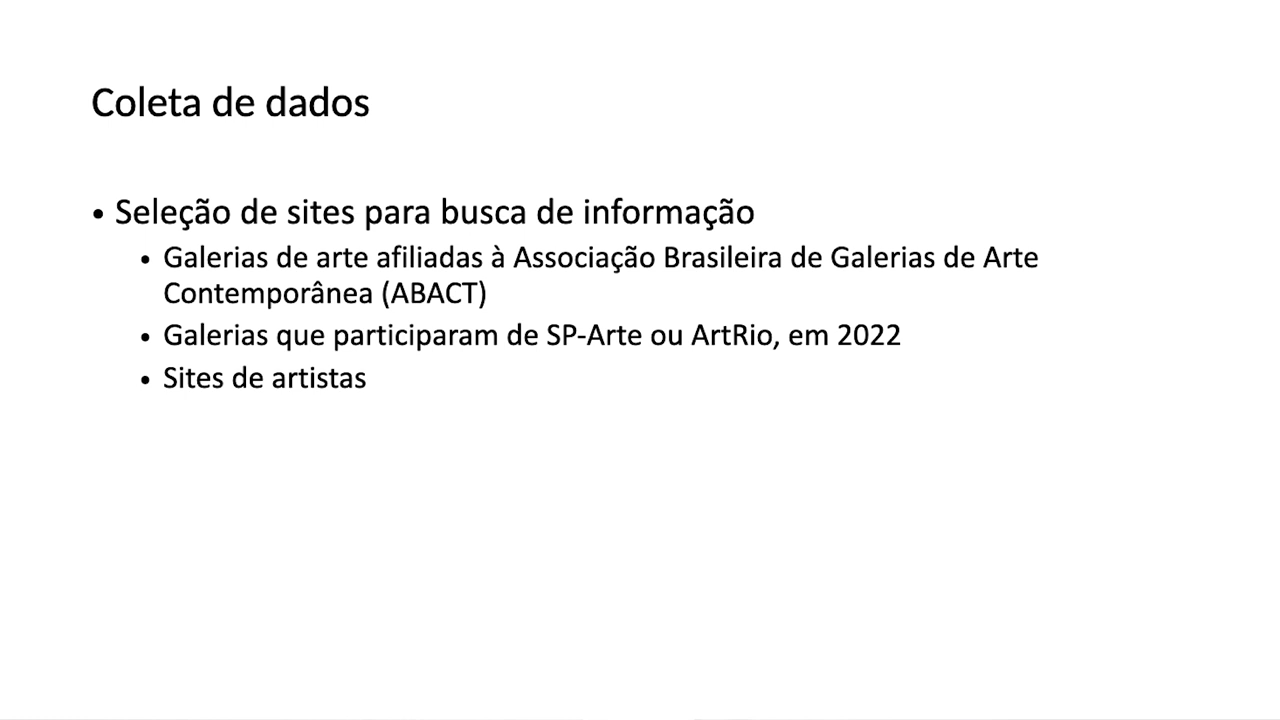 Coleta de dados
• Seleção de sites para busca de informação
• Galerias de arte afiliadas à Associação Brasileira de Galerias de Arte
Contemporânea (ABACT)
• Galerias que participaram de SP-Arte ou ArtRio, em 2022
• Sites de artistas